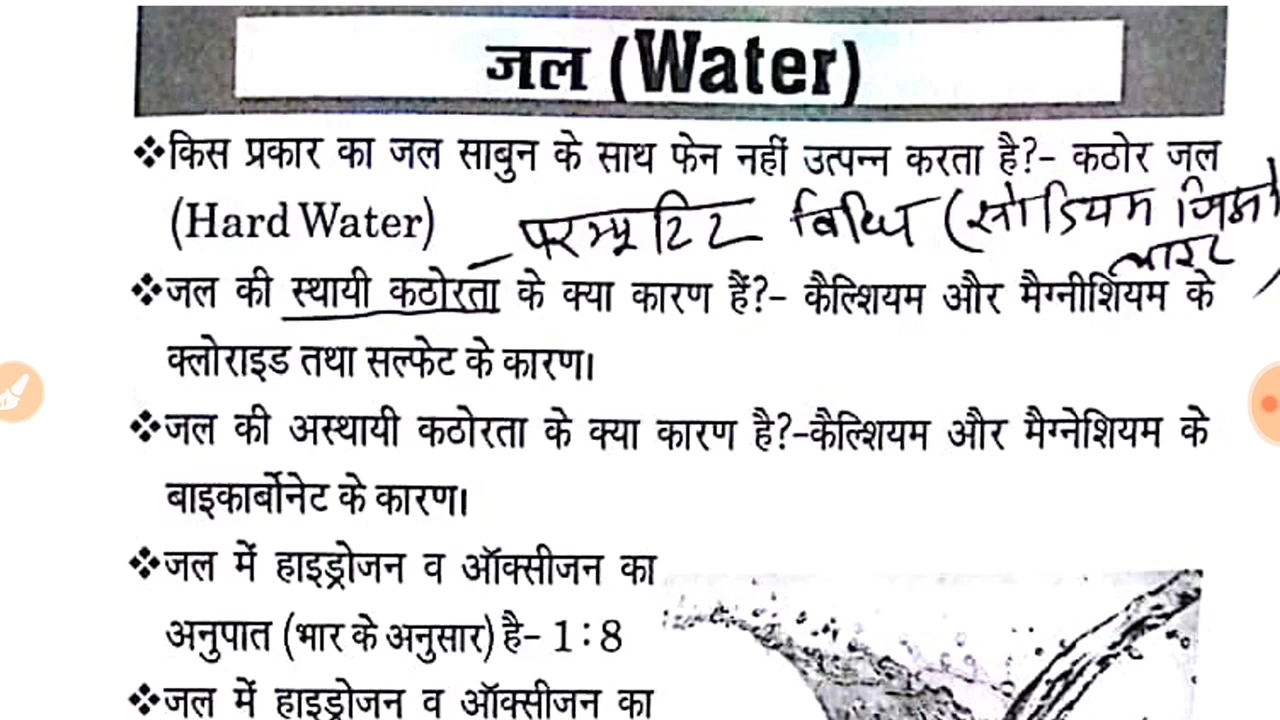 जल (Water)
❖किस प्रकार का जल साबुन के साथ फेन नहीं उत्पन्न करता है?- कठोर जल
(Hard Water)
– परम्यूटिट विधि (सोडियम जिओ
लाइट
❖जल की स्थायी कठोरता के क्या कारण हैं?- कैल्शियम और मैग्नीशियम के
क्लोराइड तथा सल्फेट के कारण।
❖जल की अस्थायी कठोरता के क्या कारण है?-कैल्शियम और मैग्नेशियम के
बाइकार्बोनेट के कारण।
❖जल में हाइड्रोजन व ऑक्सीजन का
अनुपात (भार के अनुसार) है- 1:8
❖जल में हाइड्रोजन व ऑक्सीजन का